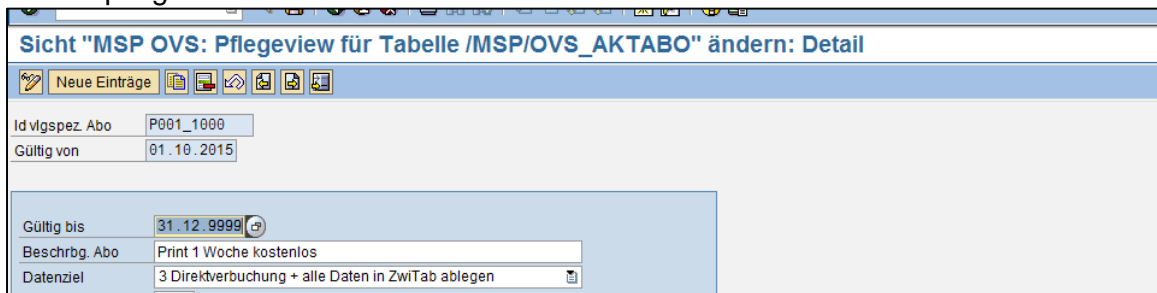 Sicht "MSP OVS: Pflegeview für Tabelle /MSP/OVS_AKTABO" ändern: Detail
Neue Einträge
Id vlgspez. Abo P001_1000
Gültig von 01.10.2015
Gültig bis 31.12.9999
Beschrbg. Abo Print 1 Woche kostenlos
Datenziel 3 Direktverbuchung + alle Daten in ZwiTab ablegen